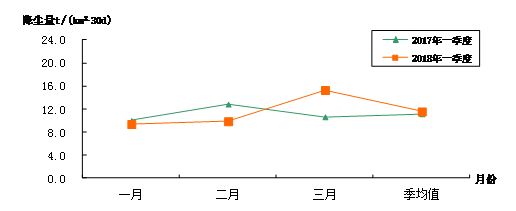 降尘量t/(km²·30d)
24.0
20.0
16.0
12.0
8.0
4.0
0.0
2017年一季度
2018年一季度
一月
二月
三月
季均值
月份